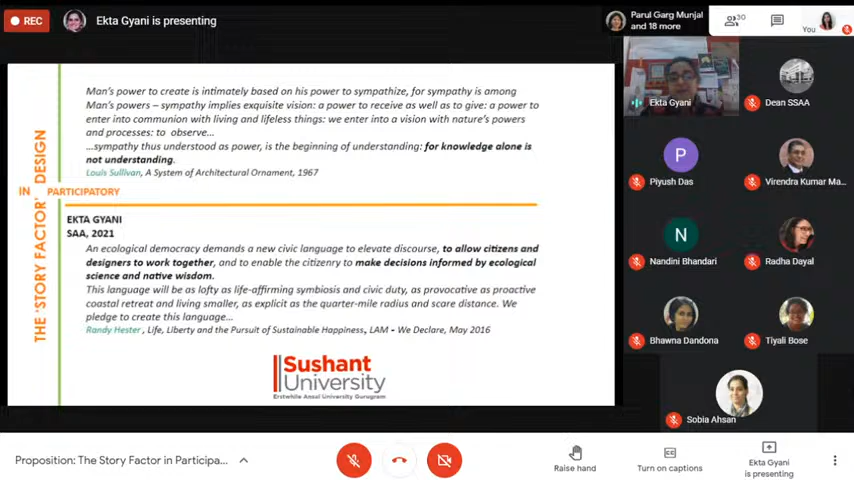 REC
Ekta Gyani is presenting
Parul Garg Munjal
and 18 more
30
You
Man's power to create is intimately based on his power to sympathize, for sympathy is among
Man's powers – sympathy implies exquisite vision: a power to receive as well as to give: a power to
enter into communion with living and lifeless things: we enter into a vision with nature's powers
and processes: to observe...
...sympathy thus understood as power, is the beginning of understanding: for knowledge alone is
not understanding.
Louis Sullivan, A System of Architectural Ornament, 1967
THE 'STORY FACTOR' DESIGN
IN PARTICIPATORY
EKTA GYANI
SAA, 2021
An ecological democracy demands a new civic language to elevate discourse, to allow citizens and
designers to work together, and to enable the citizenry to make decisions informed by ecological
science and native wisdom.
This language will be as lofty as life-affirming symbiosis and civic duty, as provocative as proactive
coastal retreat and living smaller, as explicit as the quarter-mile radius and scare distance. We
pledge to create this language...
Randy Hester , Life, Liberty and the Pursuit of Sustainable Happiness, LAM - We Declare, May 2016
Sushant
University
Erstwhile Ansal University Gurugram
Ekta Gyani
Dean SSAA
P
Piyush Das
Virendra Kumar Ma...
N
Nandini Bhandari
Radha Dayal
Bhawna Dandona
Tiyali Bose
Sobia Ahsan
Proposition: The Story Factor in Participa...
Raise hand
Turn on captions
Ekta Gyani
is presenting